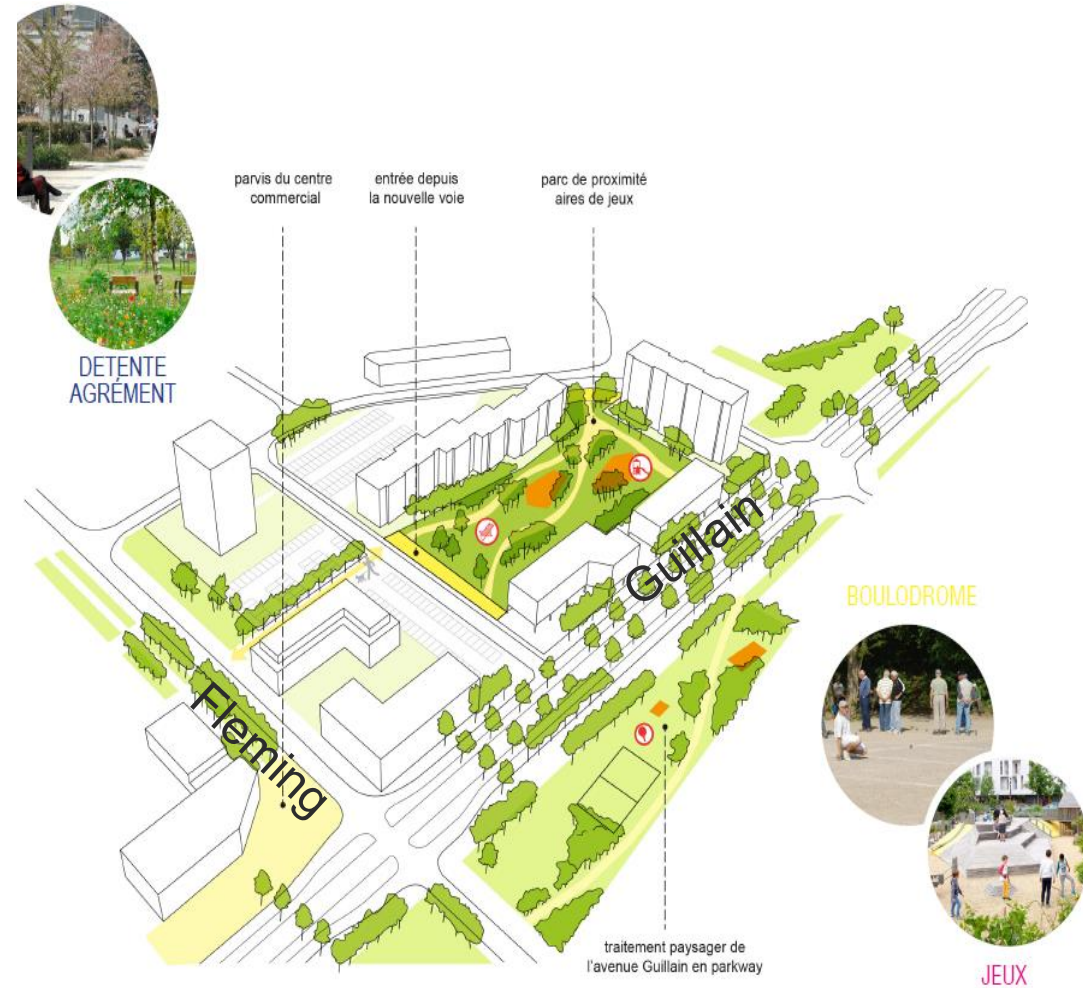 parvis du centre
commercial
entrée depuis
la nouvelle voie
parc de proximité
aires de jeux
DETENTE
AGRÉMENT
Guillain
BOULODROME
Fleming
traitement paysager de
l'avenue Guillain en parkway
JEUX